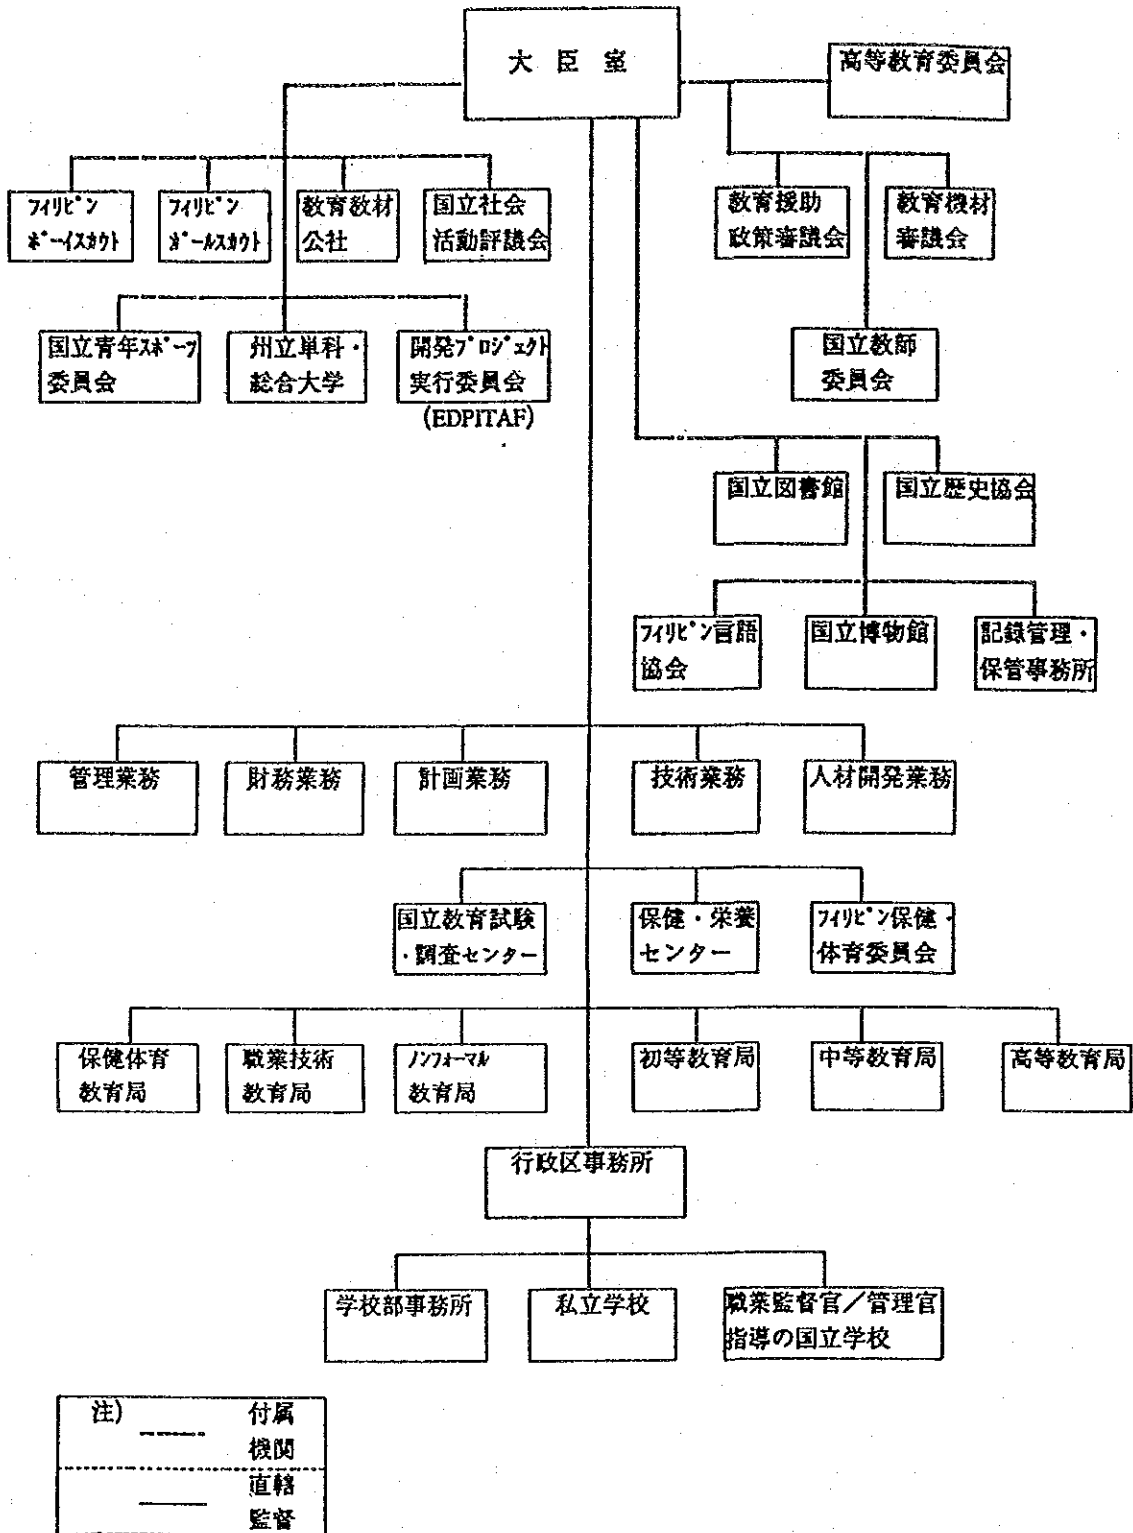 大臣室
高等教育委員会
フィリピン
ボーイスカウト
フィリピン
ガールスカウト
教育教材
公社
国立社会
活動評議会
教育援助
政策審議会
教育機材
審議会
国立青年スポーツ
委員会
州立単科・
総合大学
開発プロジェクト
実行委員会
(EDPITAF)
国立教師
委員会
国立図書館
国立歴史協会
フィリピン言語
協会
国立博物館
記録管理・
保管事務所
管理業務
財務業務
計画業務
技術業務
人材開発業務
国立教育試験
・調査センター
保健・栄養
センター
フィリピン保健・
体育委員会
保健体育
教育局
職業技術
教育局
ノンフォーマル
教育局
初等教育局
中等教育局
高等教育局
行政区事務所
学校部事務所
私立学校
職業監督官／管理官
指導の国立学校
注)
付属
機関
直轄
監督